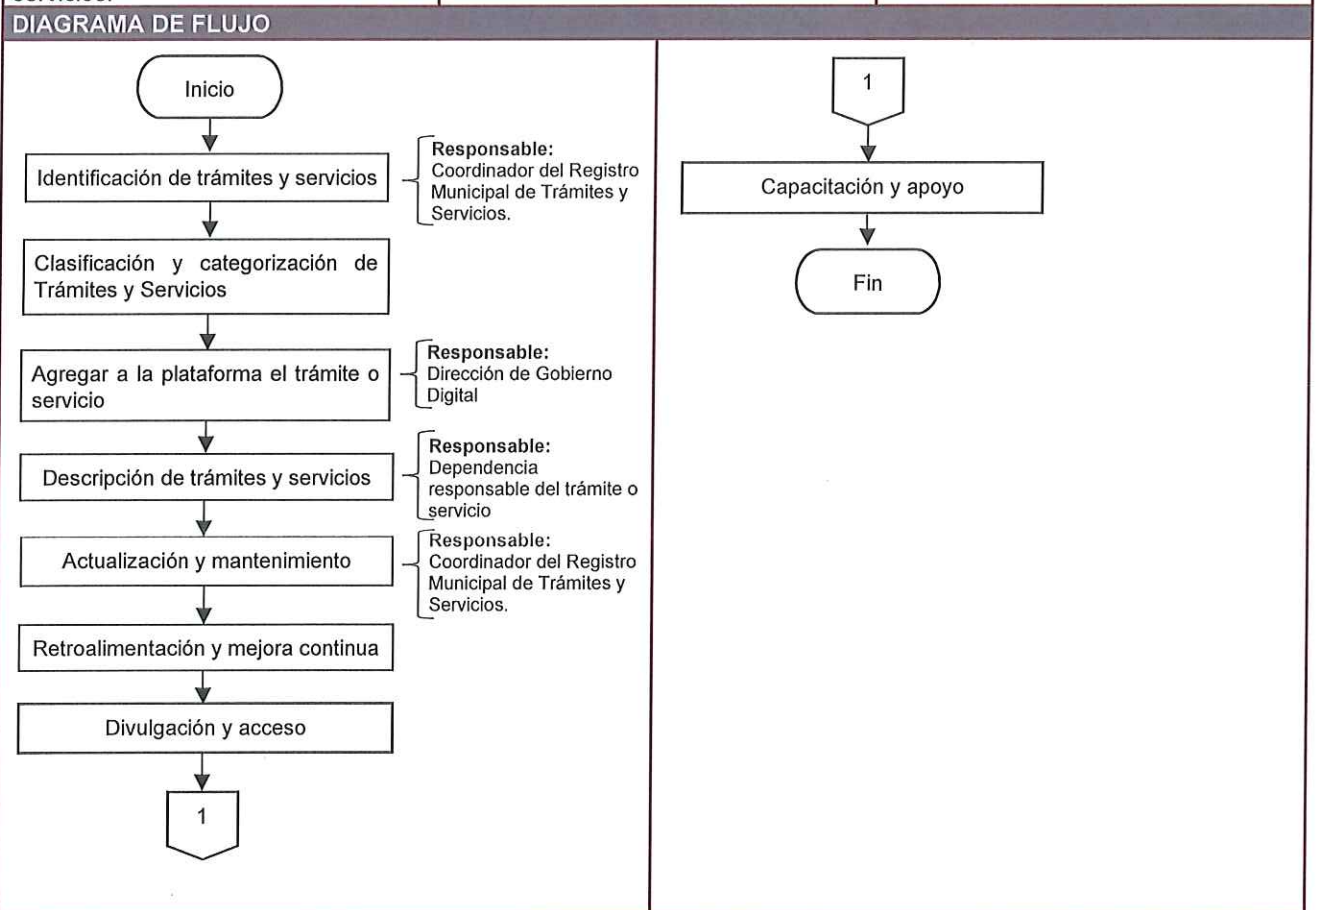 DIAGRAMA DE FLUJO
Inicio
Identificación de trámites y servicios
Responsable:
Coordinador del Registro
Municipal de Trámites y
Servicios.
Clasificación y categorización de
Trámites y Servicios
Agregar a la plataforma el trámite o
servicio
Responsable:
Dirección de Gobierno
Digital
Descripción de trámites y servicios
Responsable:
Dependencia
responsable del trámite o
servicio
Actualización y mantenimiento
Responsable:
Coordinador del Registro
Municipal de Trámites y
Servicios.
Retroalimentación y mejora continua
Divulgación y acceso
1
1
Capacitación y apoyo
Fin